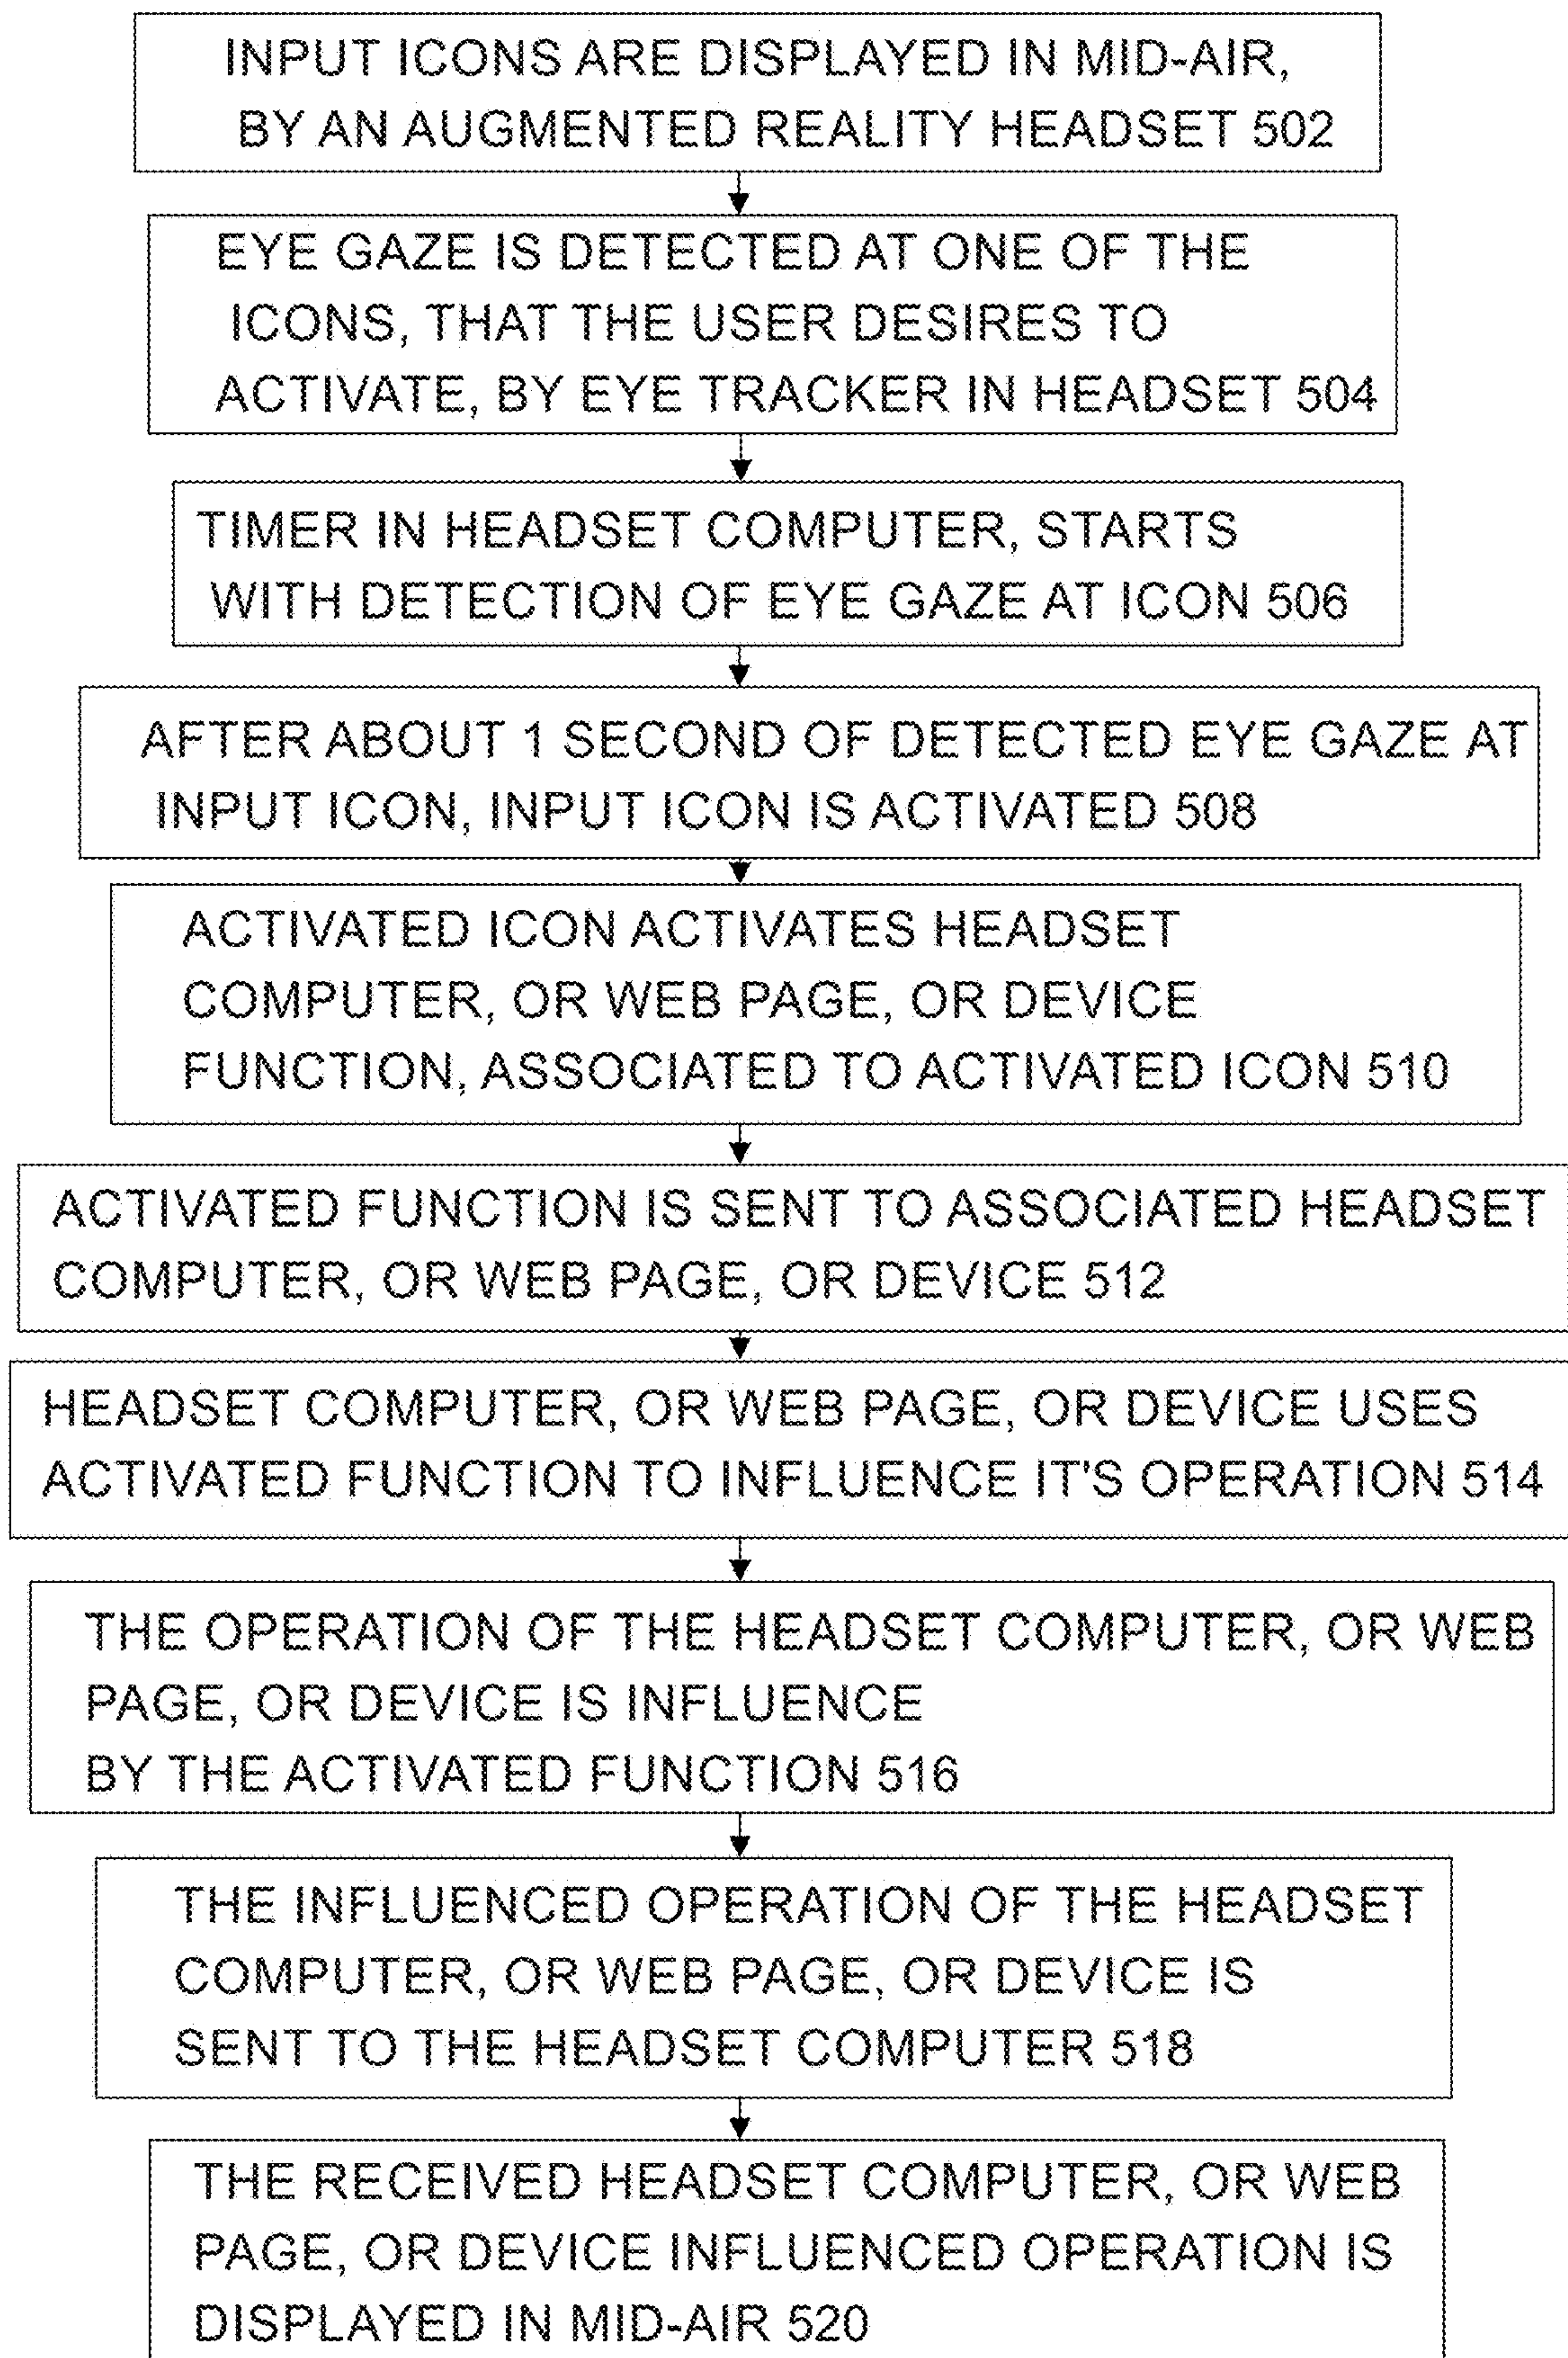 INPUT ICONS ARE DISPLAYED IN MID-AIR,
BY AN AUGMENTED REALITY HEADSET 502
EYE GAZE IS DETECTED AT ONE OF THE
ICONS, THAT THE USER DESIRES TO
ACTIVATE, BY EYE TRACKER IN HEADSET 504
TIMER IN HEADSET COMPUTER, STARTS
WITH DETECTION OF EYE GAZE AT ICON 506
AFTER ABOUT 1 SECOND OF DETECTED EYE GAZE AT
INPUT ICON, INPUT ICON IS ACTIVATED 508
ACTIVATED ICON ACTIVATES HEADSET
COMPUTER, OR WEB PAGE, OR DEVICE
FUNCTION, ASSOCIATED TO ACTIVATED ICON 510
ACTIVATED FUNCTION IS SENT TO ASSOCIATED HEADSET
COMPUTER, OR WEB PAGE, OR DEVICE 512
HEADSET COMPUTER, OR WEB PAGE, OR DEVICE USES
ACTIVATED FUNCTION TO INFLUENCE IT'S OPERATION 514
THE OPERATION OF THE HEADSET COMPUTER, OR WEB
PAGE, OR DEVICE IS INFLUENCE
BY THE ACTIVATED FUNCTION 516
THE INFLUENCED OPERATION OF THE HEADSET
COMPUTER, OR WEB PAGE, OR DEVICE IS
SENT TO THE HEADSET COMPUTER 518
THE RECEIVED HEADSET COMPUTER, OR WEB
PAGE, OR DEVICE INFLUENCED OPERATION IS
DISPLAYED IN MID-AIR 520